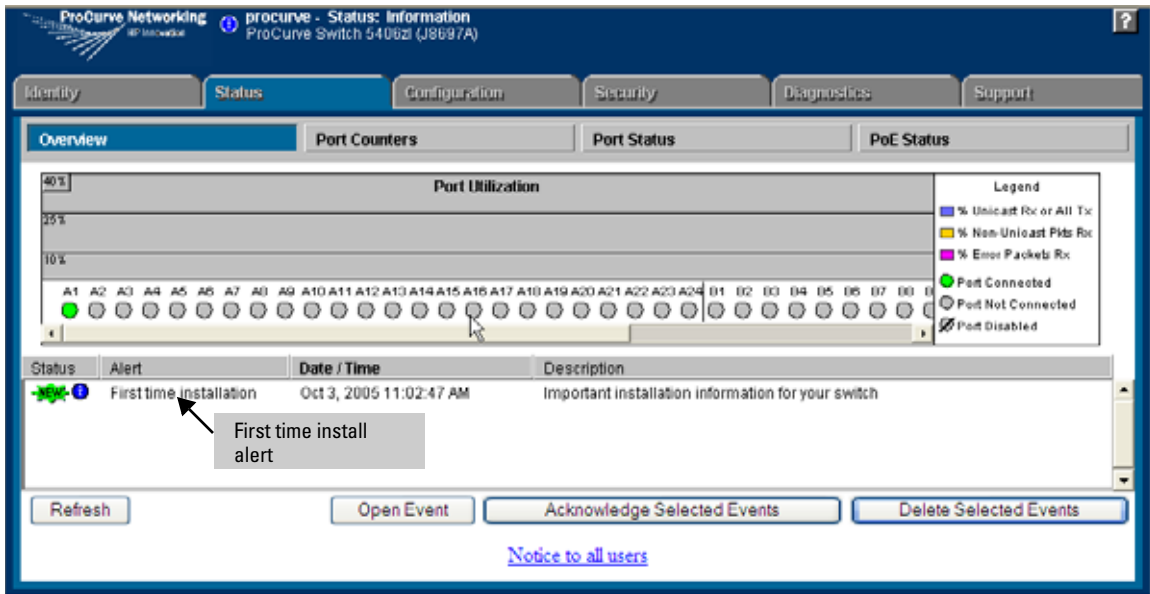 ProCurve Networking
HP Innovation
procurve - Status: Information
ProCurve Switch 5406zl (J8697A)
?
Identity
Status
Configuration
Security
Diagnostics
Support
Overview
Port Counters
Port Status
PoE Status
40%
Port Utilization
25%
10%
A1 A2 A3 A4 A5 A6 A7 A8 A9 A10 A11 A12 A13 A14 A15 A16 A17 A18 A19 A20 A21 A22 A23 A24 B1 B2 B3 B4 B5 B6 B7 B8
Legend
% Unicast Rx or All Tx
% Non-Unicast Pkts Rx
% Error Packets Rx
Port Connected
Port Not Connected
Port Disabled
Status Alert Date / Time Description
NEW! First time installation Oct 3, 2005 11:02:47 AM Important installation information for your switch
First time install
alert
Refresh
Open Event
Acknowledge Selected Events
Delete Selected Events
Notice to all users